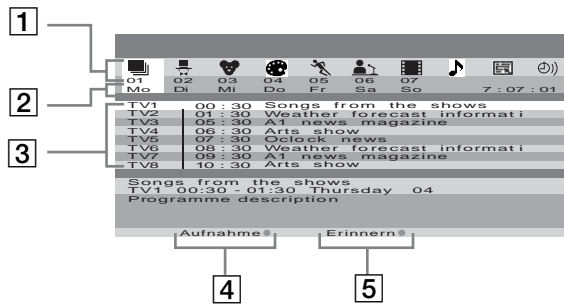 1
01 02 03 04 05 06 07
2
Mo Di Mi Do Fr Sa So 7 : 07 : 01
TV1 00 : 30 Songs from the shows
TV2 01 : 30 Weather forecast informati
TV3 05 : 30 A1 news magazine
3
TV4 06 : 30 Arts show
TV5 07 : 30 Oclock news
TV6 08 : 30 Weather forecast informati
TV7 09 : 30 A1 news magazine
TV8 10 : 30 Arts show
Songs from the shows
TV1 00:30 - 01:30 Thursday 04
Programme description
Aufnahme Erinnern
4 5